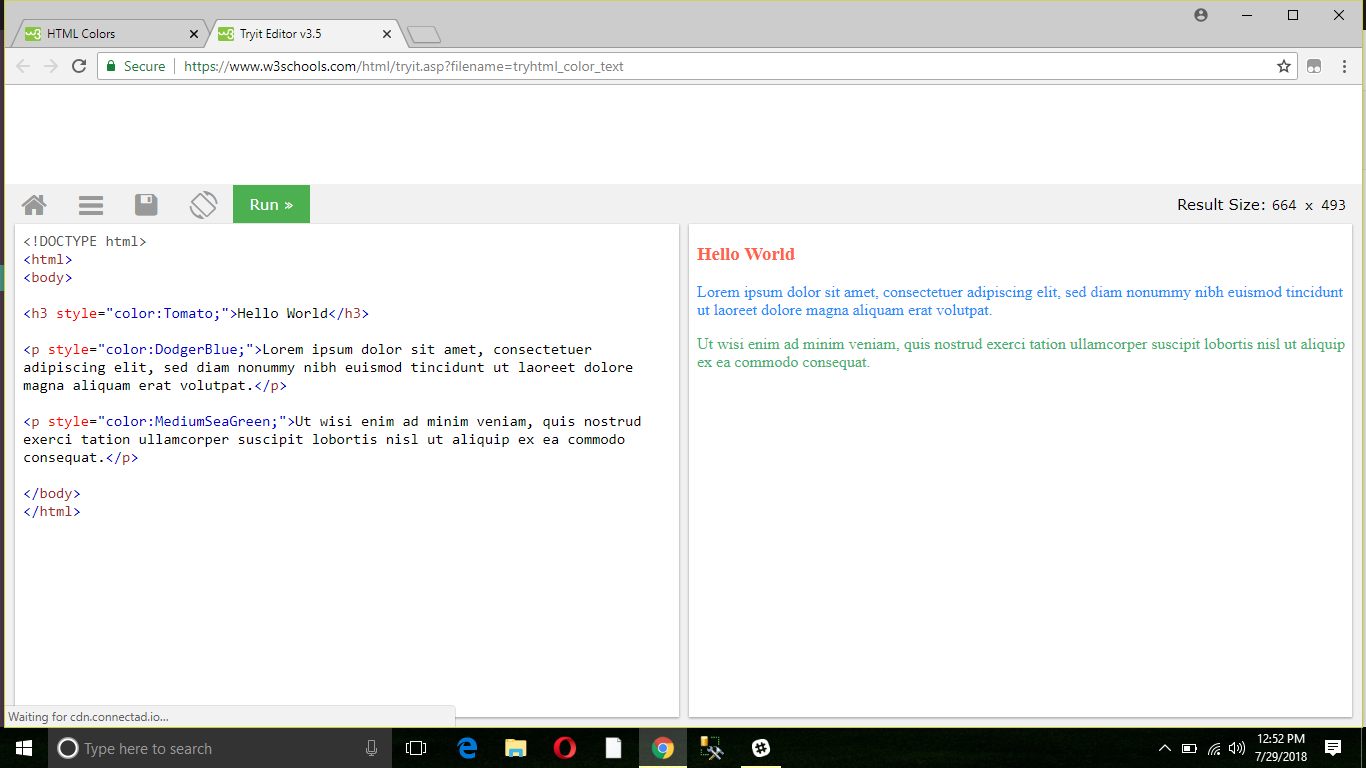 HTML Colors
Tryit Editor v3.5
Secure
https://www.w3schools.com/html/tryit.asp?filename=tryhtml_color_text
Run »
Result Size: 664 x 493
<!DOCTYPE html>
<html>
<body>
<h3 style="color:Tomato;">Hello World</h3>
<p style="color:DodgerBlue;">Lorem ipsum dolor sit amet, consectetuer
adipiscing elit, sed diam nonummy nibh euismod tincidunt ut laoreet dolore
magna aliquam erat volutpat.</p>
<p style="color:MediumSeaGreen;">Ut wisi enim ad minim veniam, quis nostrud
exerci tation ullamcorper suscipit lobortis nisl ut aliquip ex ea commodo
consequat.</p>
</body>
</html>
Hello World
Lorem ipsum dolor sit amet, consectetuer adipiscing elit, sed diam nonummy nibh euismod tincidunt
ut laoreet dolore magna aliquam erat volutpat.
Ut wisi enim ad minim veniam, quis nostrud exerci tation ullamcorper suscipit lobortis nisl ut aliquip
ex ea commodo consequat.
Waiting for cdn.connectad.io...
Type here to search
12:52 PM
7/29/2018